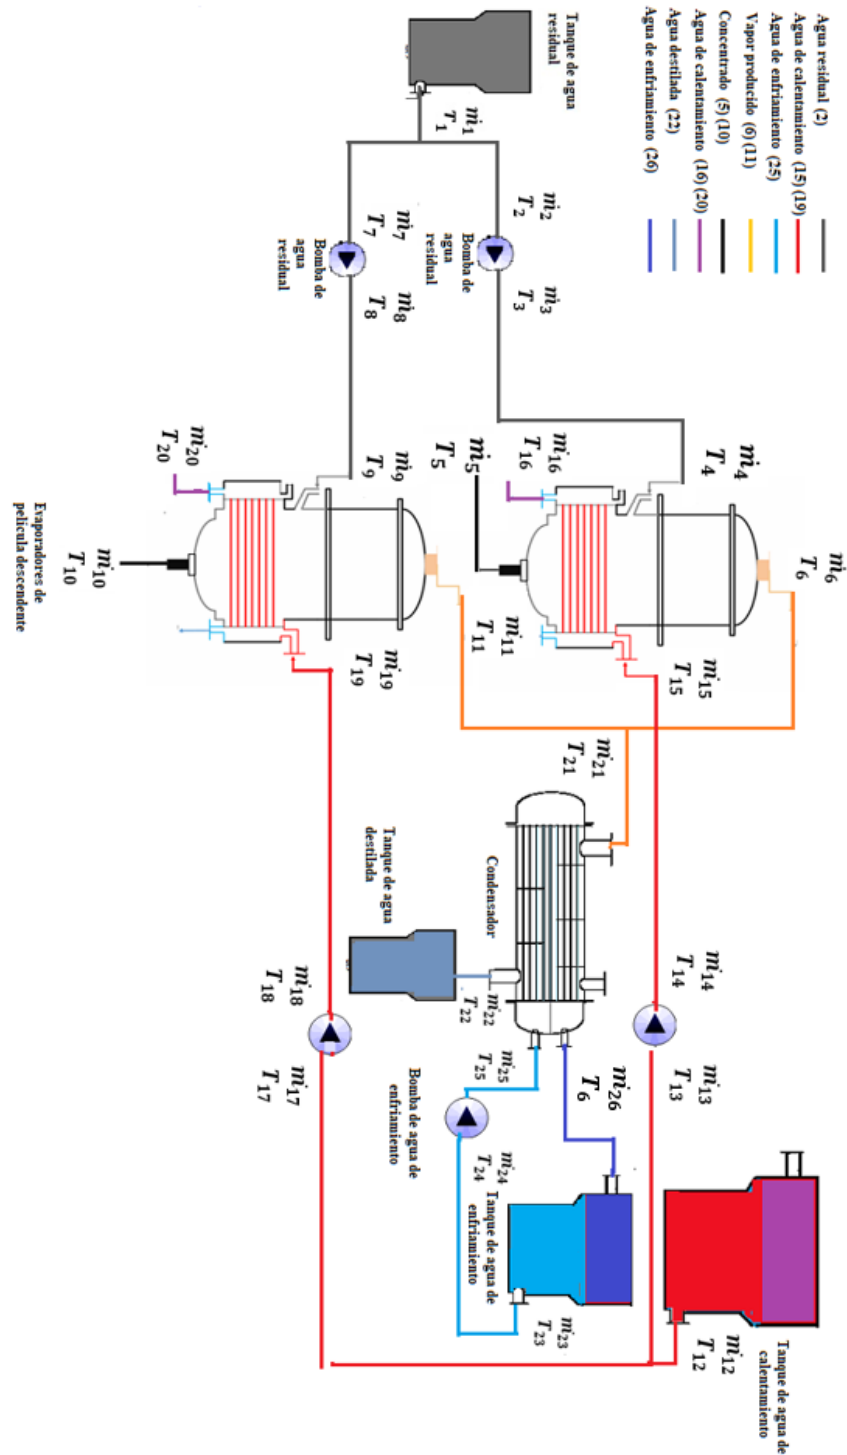 Agua residual (2)
Agua de calentamiento (15) (19)
Agua de enfriamiento (25)
Vapor producido (6) (11)
Concentrado (5) (10)
Agua de calentamiento (16) (20)
Agua destilada (22)
Agua de enfriamiento (26)
Tanque de agua
residual
ṁ1
T1
ṁ2
T2
Bomba de
agua
residual
ṁ3
T3
ṁ7
T7
Bomba de
agua
residual
ṁ8
T8
ṁ4
T4
ṁ16
T16
ṁ5
T5
ṁ6
T6
ṁ15
T15
ṁ9
T9
ṁ20
T20
ṁ10
T10
ṁ11
T11
ṁ19
T19
Evaporadores de
pelicula descendente
ṁ21
T21
Condensador
Tanque de agua
destilada
ṁ22
T22
ṁ14
T14
ṁ13
T13
ṁ18
T18
ṁ17
T17
ṁ25
T25
ṁ26
T6
Bomba de agua de
enfriamiento
ṁ24
T24
Tanque de agua de
enfriamiento
ṁ23
T23
ṁ12
T12
Tanque de agua de
calentamiento